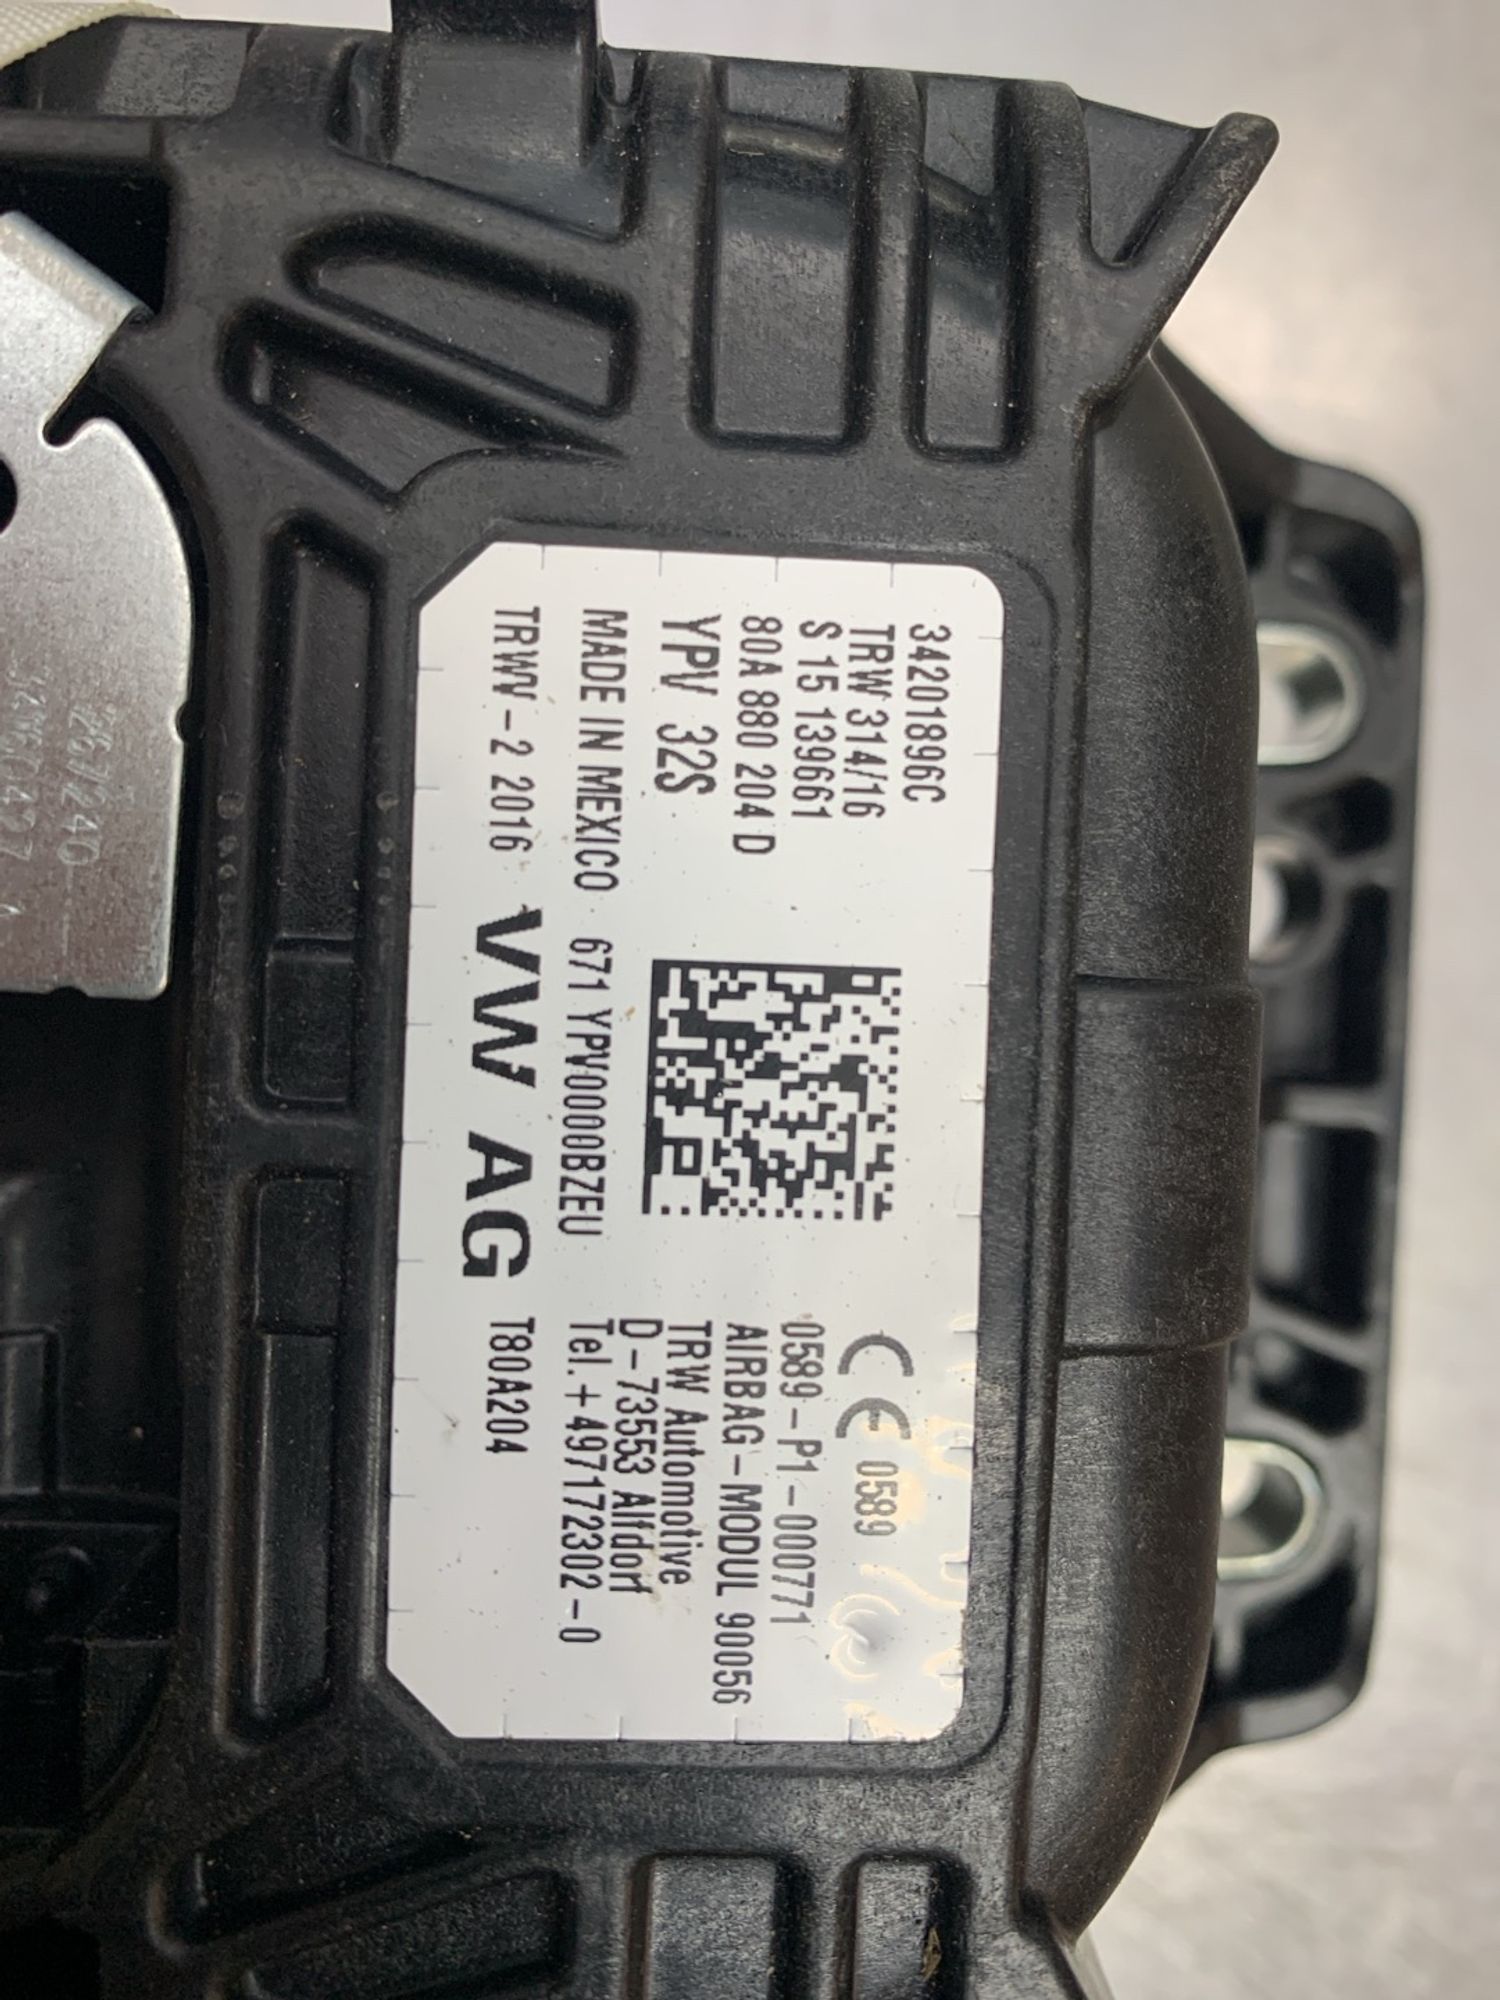 34201896C
TRW 314/16
S 15 139661
80A 880 204 D
YPV 32S
MADE IN MEXICO 671 YPV0000BZEU
TRWV-2 2016 VW AG T80A204
CE 0589
0589-P1-000771
AIRBAG-MODUL 90056
TRW Automotive
D-73553 Alfdorf
Tel.+497172302-0